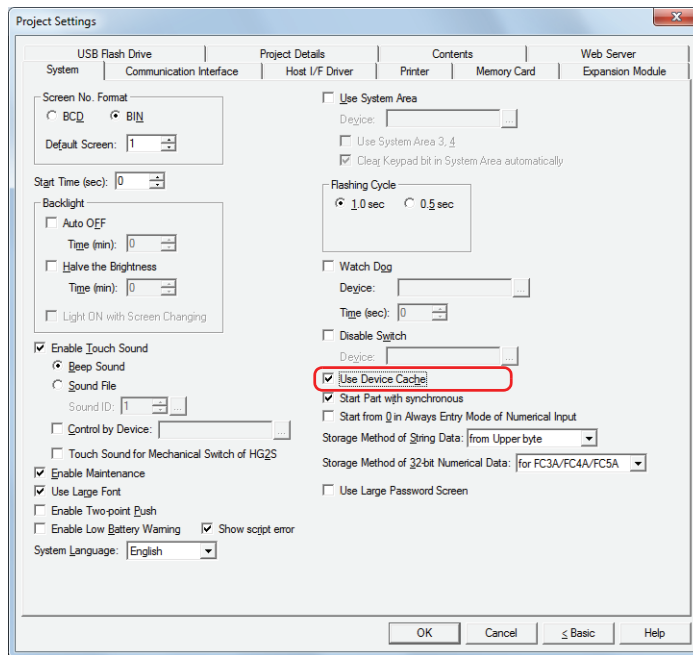 Project Settings
USB Flash Drive
Project Details
Contents
Web Server
System
Communication Interface
Host I/F Driver
Printer
Memory Card
Expansion Module
Screen No. Format
BCD
BIN
Default Screen: 1
Start Time (sec): 0
Backlight
Auto OFF
Time (min): 0
Halve the Brightness
Time (min): 0
Light ON with Screen Changing
Enable Touch Sound
Beep Sound
Sound File
Sound ID: 1 ...
Control by Device: ...
Touch Sound for Mechanical Switch of HG2S
Enable Maintenance
Use Large Font
Enable Two-point Push
Enable Low Battery Warning
Show script error
System Language: English
Use System Area
Device: ...
Use System Area 3, 4
Clear Keypad bit in System Area automatically
Flashing Cycle
1.0 sec
0.5 sec
Watch Dog
Device: ...
Time (sec): 0
Disable Switch
Device: ...
Use Device Cache
Start Part with synchronous
Start from 0 in Always Entry Mode of Numerical Input
Storage Method of String Data: from Upper byte
Storage Method of 32-bit Numerical Data: for FC3A/FC4A/FC5A
Use Large Password Screen
OK
Cancel
< Basic
Help